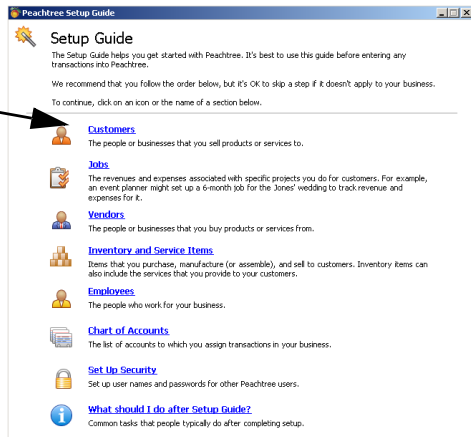 Peachtree Setup Guide
Setup Guide
The Setup Guide helps you get started with Peachtree. It's best to use this guide before entering any
transactions into Peachtree.
We recommend that you follow the order below, but it's OK to skip a step if it doesn't apply to your business.
To continue, click on an icon or the name of a section below.
Customers
The people or businesses that you sell products or services to.
Jobs
The revenues and expenses associated with specific projects you do for customers. For example,
an event planner might set up a 6-month job for the Jones' wedding to track revenue and
expenses for it.
Vendors
The people or businesses that you buy products or services from.
Inventory and Service Items
Items that you purchase, manufacture (or assemble), and sell to customers. Inventory items can
also include the services that you provide to your customers.
Employees
The people who work for your business.
Chart of Accounts
The list of accounts to which you assign transactions in your business.
Set Up Security
Set up user names and passwords for other Peachtree users.
What should I do after Setup Guide?
Common tasks that people typically do after completing setup.